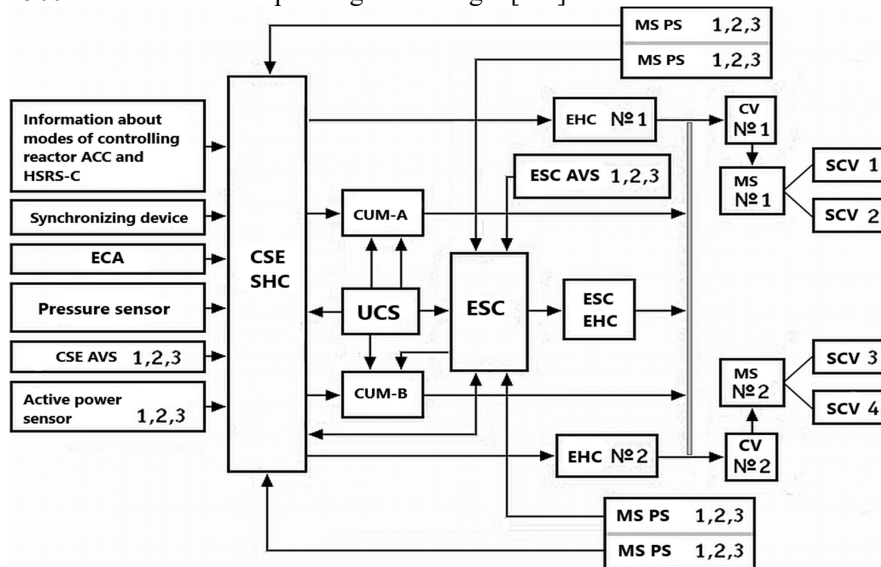 MS PS 1,2,3
MS PS 1,2,3
Information about
modes of controlling
reactor ACC and
HSRS-C
Synchronizing device
ECA
Pressure sensor
CSE AVS 1,2,3
Active power
sensor 1,2,3
CSE
SHC
EHC №1
CV
№1
ESC AVS 1,2,3
MS
№1
SCV 1
SCV 2
CUM-A
UCS
ESC
ESC
EHC
CUM-B
MS
№2
SCV 3
SCV 4
EHC №2
CV
№2
MS PS 1,2,3
MS PS 1,2,3